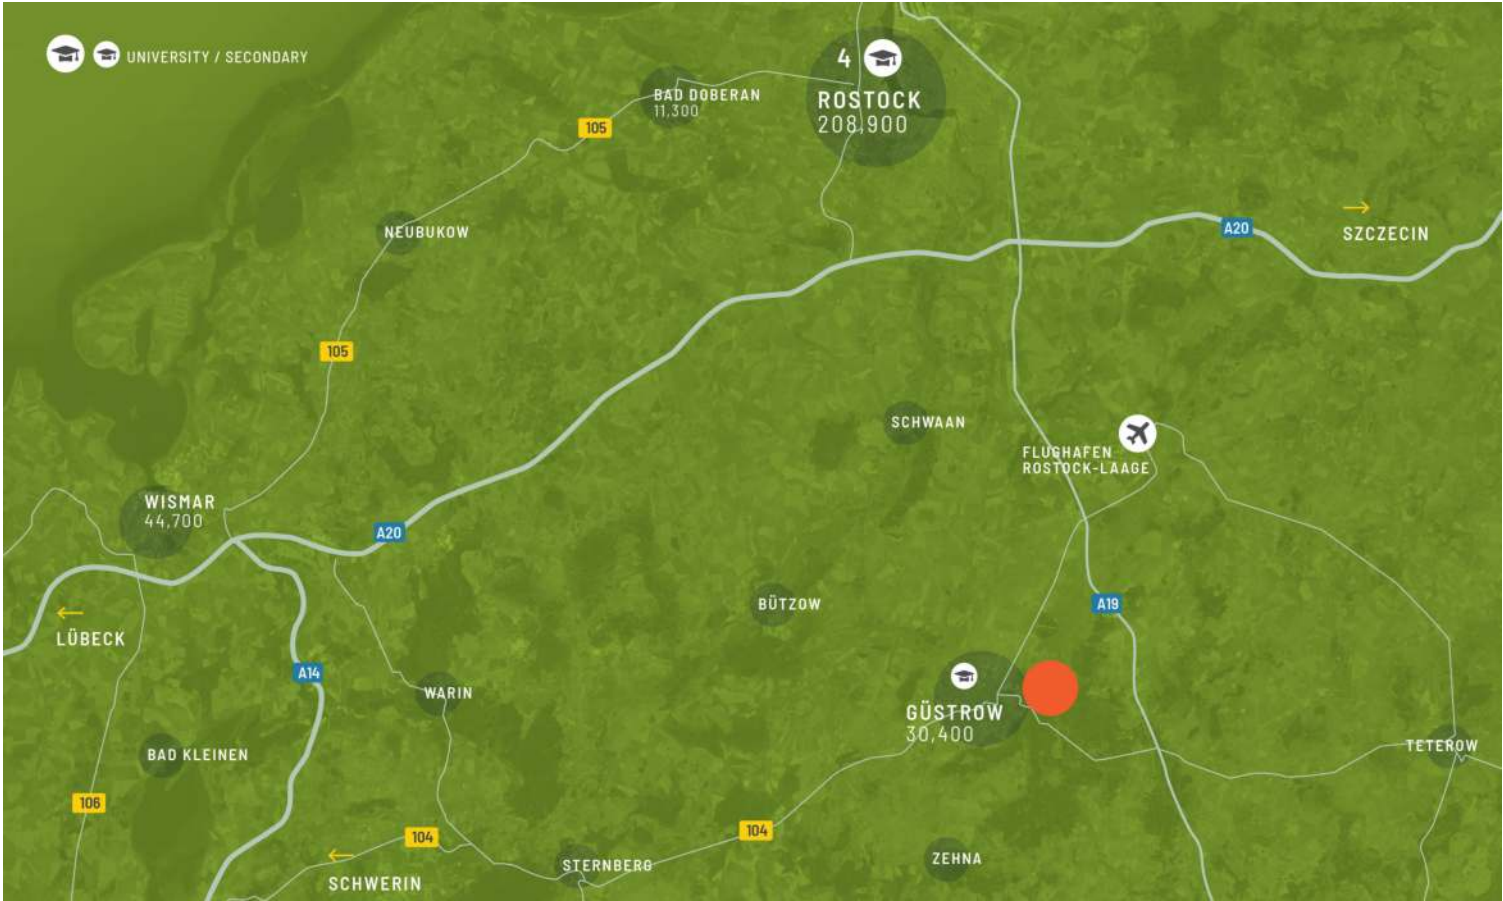 UNIVERSITY / SECONDARY
4
ROSTOCK
208,900
BAD DOBERAN
11,300
105
A20
SZCZECIN
NEUBUKOW
105
SCHWAAN
FLUGHAFEN
ROSTOCK-LAAGE
WISMAR
44,700
A20
BÜTZOW
A19
LÜBECK
A14
WARIN
GÜSTROW
30,400
BAD KLEINEN
TETEROW
106
104
104
STERNBERG
ZEHNA
SCHWERIN